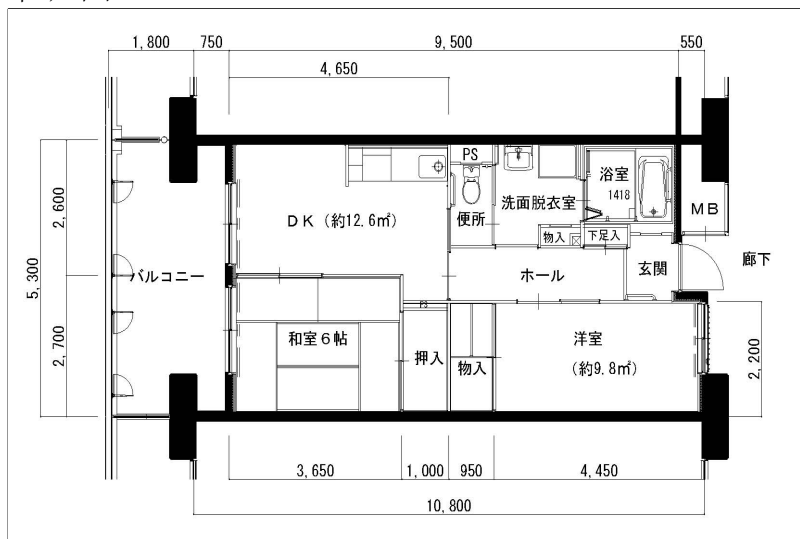 1,800
750
9,500
550
4,650
PS
浴室
1418
洗面脱衣室
便所
DK(約12.6㎡)
MB
物入
下足入
2,600
5,300
バルコニー
ホール
玄関
廊下
PS
和室6帖
押入
物入
洋室
(約9.8㎡)
2,700
2,200
3,650
1,000
950
4,450
10,800